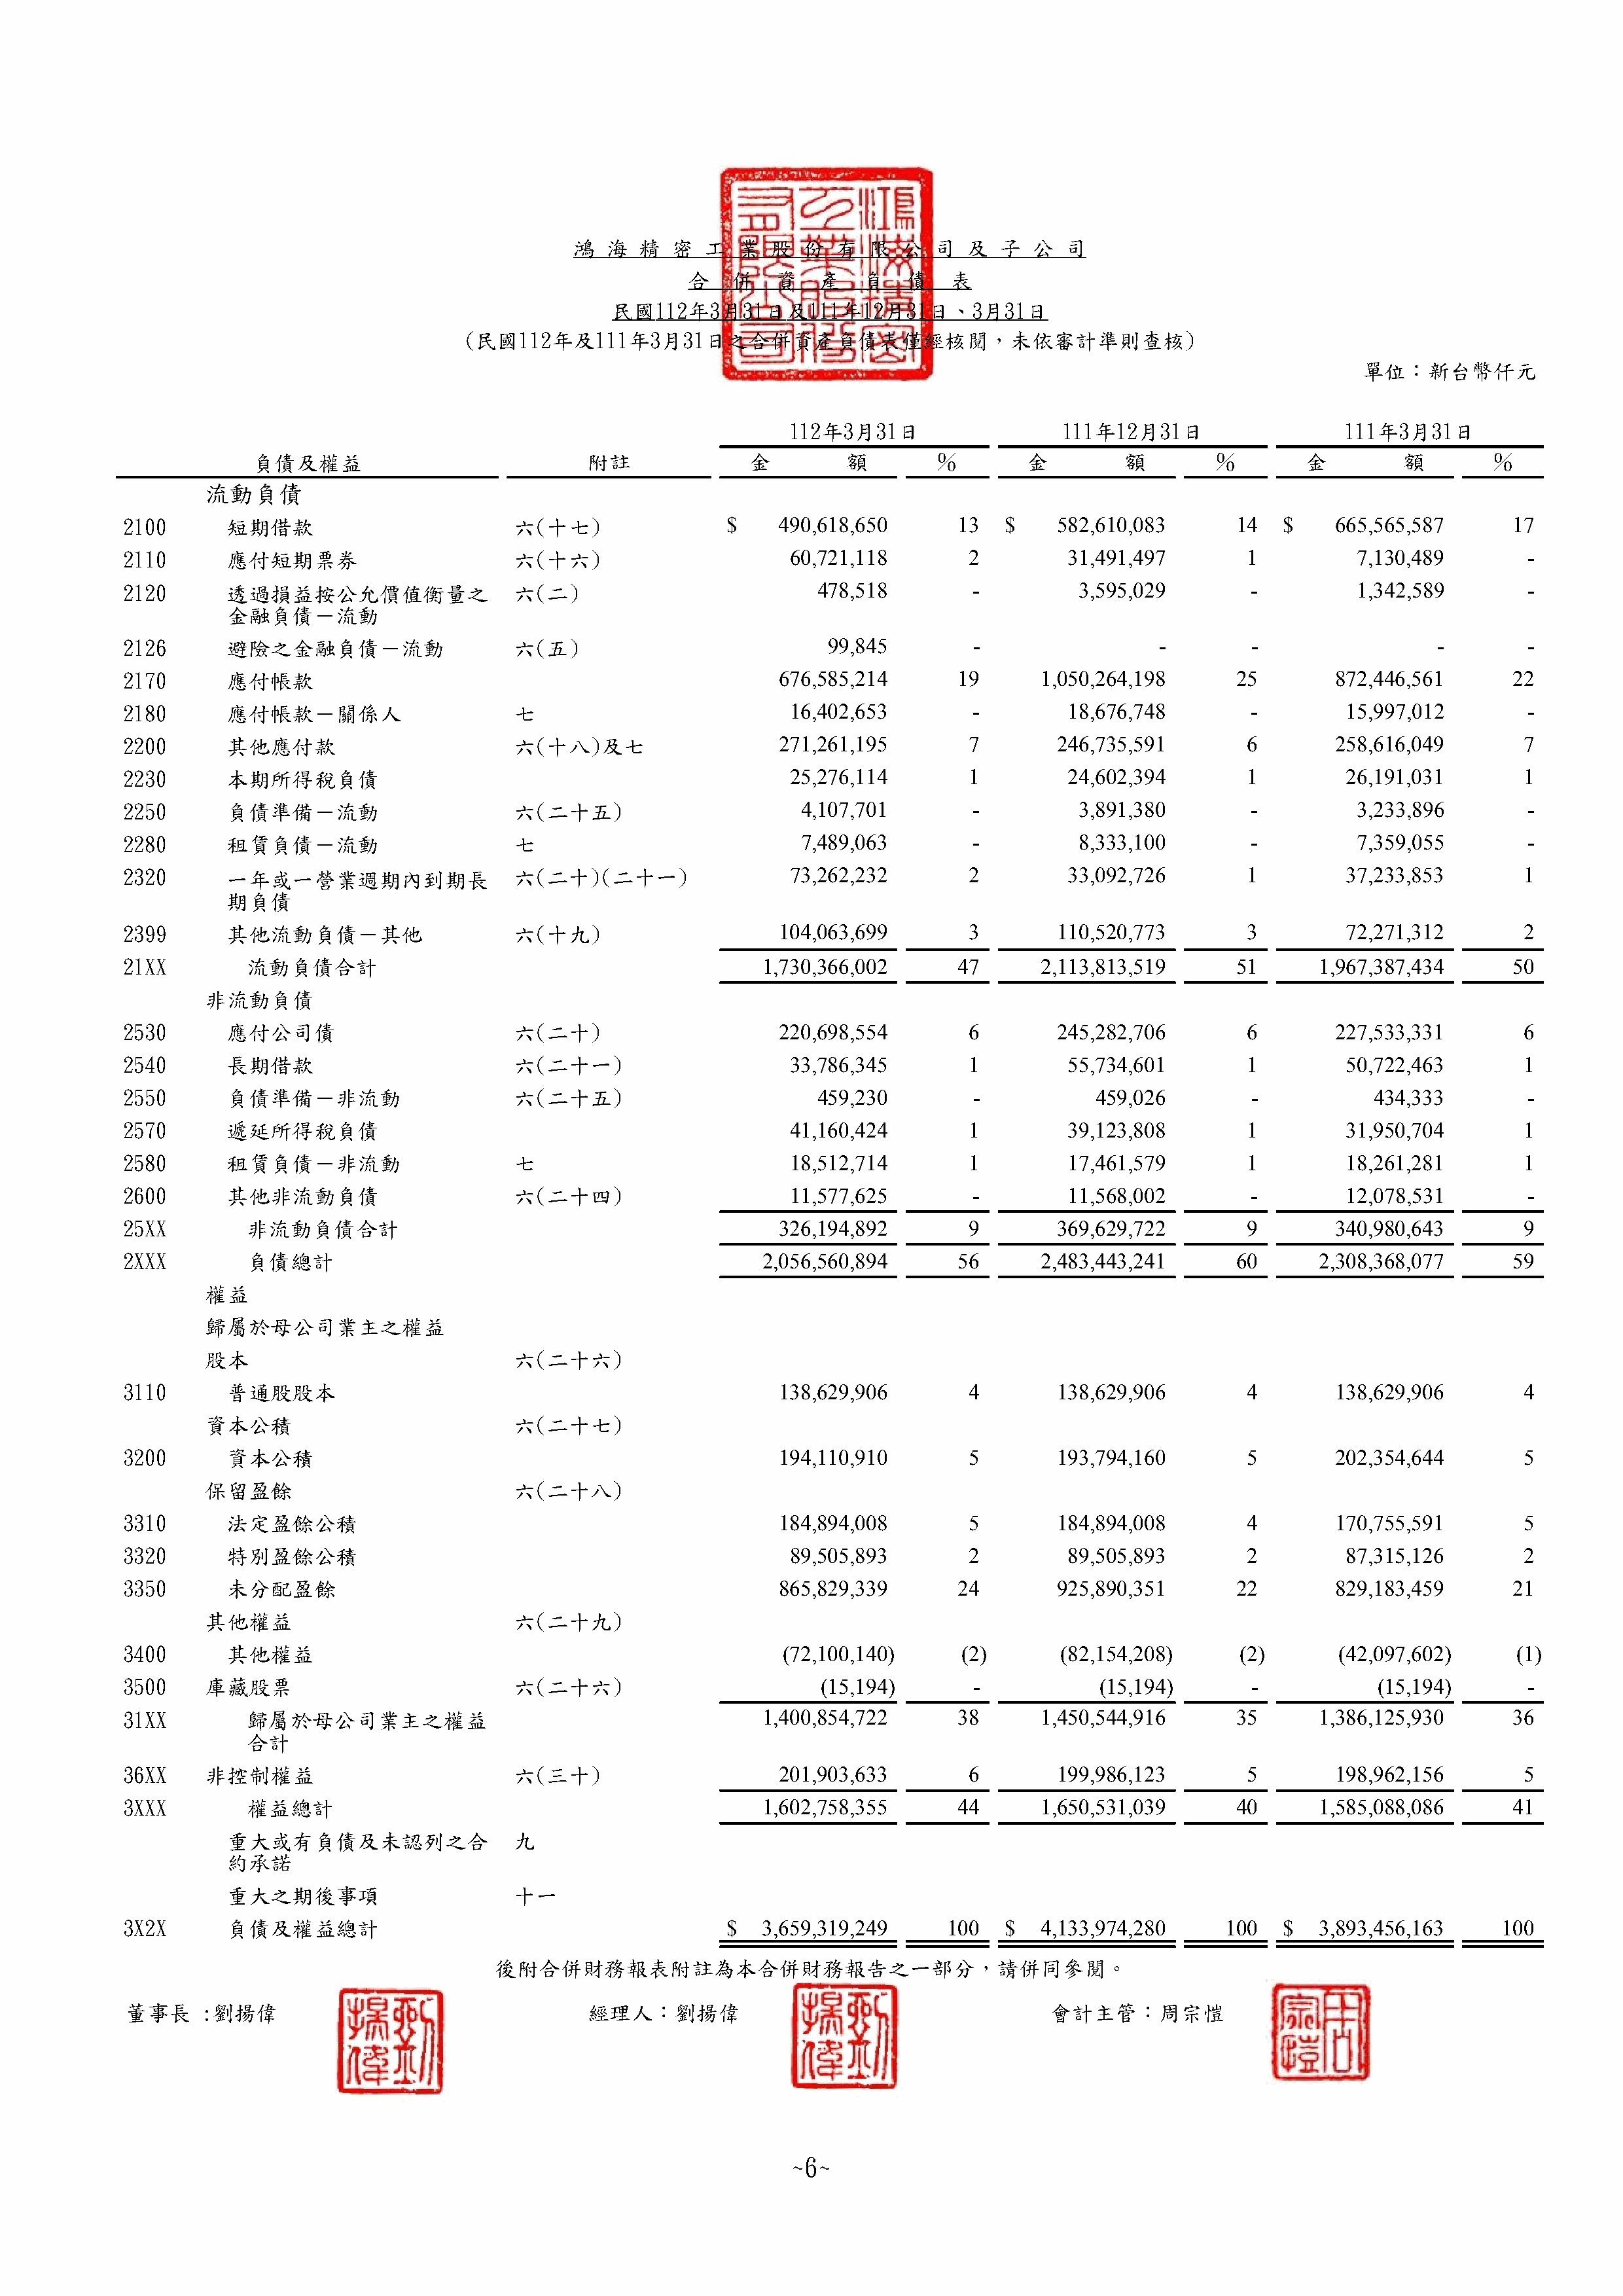 鴻海精密工業股份有限公司及子公司
合併資產負債表
民國112年3月31日及111年12月31日、3月31日
(民國112年及111年3月31日之合併資產負債表僅經核閱,未依審計準則查核)
單位:新台幣仟元
112年3月31日 111年12月31日 111年3月31日
負債及權益 附註 金額 % 金額 % 金額 %
流動負債
2100 短期借款 六(十七) $ 490,618,650 13 $ 582,610,083 14 $ 665,565,587 17
2110 應付短期票券 六(十六) 60,721,118 2 31,491,497 1 7,130,489 -
2120 透過損益按公允價值衡量之 六(二) 478,518 - 3,595,029 - 1,342,589 -
金融負債-流動
2126 避險之金融負債-流動 六(五) 99,845 - - - - -
2170 應付帳款 676,585,214 19 1,050,264,198 25 872,446,561 22
2180 應付帳款-關係人 七 16,402,653 - 18,676,748 - 15,997,012 -
2200 其他應付款 六(十八)及七 271,261,195 7 246,735,591 6 258,616,049 7
2230 本期所得稅負債 25,276,114 1 24,602,394 1 26,191,031 1
2250 負債準備-流動 六(二十五) 4,107,701 - 3,891,380 - 3,233,896 -
2280 租賃負債-流動 七 7,489,063 - 8,333,100 - 7,359,055 -
2320 一年或一營業週期內到期長 六(二十)(二十一) 73,262,232 2 33,092,726 1 37,233,853 1
期負債
2399 其他流動負債-其他 六(十九) 104,063,699 3 110,520,773 3 72,271,312 2
21XX 流動負債合計 1,730,366,002 47 2,113,813,519 51 1,967,387,434 50
非流動負債
2530 應付公司債 六(二十) 220,698,554 6 245,282,706 6 227,533,331 6
2540 長期借款 六(二十一) 33,786,345 1 55,734,601 1 50,722,463 1
2550 負債準備-非流動 六(二十五) 459,230 - 459,026 - 434,333 -
2570 遞延所得稅負債 41,160,424 1 39,123,808 1 31,950,704 1
2580 租賃負債-非流動 七 18,512,714 1 17,461,579 1 18,261,281 1
2600 其他非流動負債 六(二十四) 11,577,625 - 11,568,002 - 12,078,531 -
25XX 非流動負債合計 326,194,892 9 369,629,722 9 340,980,643 9
2XXX 負債總計 2,056,560,894 56 2,483,443,241 60 2,308,368,077 59
權益
歸屬於母公司業主之權益
股本 六(二十六)
3110 普通股股本 138,629,906 4 138,629,906 4 138,629,906 4
資本公積 六(二十七)
3200 資本公積 194,110,910 5 193,794,160 5 202,354,644 5
保留盈餘 六(二十八)
3310 法定盈餘公積 184,894,008 5 184,894,008 4 170,755,591 5
3320 特別盈餘公積 89,505,893 2 89,505,893 2 87,315,126 2
3350 未分配盈餘 865,829,339 24 925,890,351 22 829,183,459 21
其他權益 六(二十九)
3400 其他權益 (72,100,140) (2) (82,154,208) (2) (42,097,602) (1)
3500 庫藏股票 六(二十六) (15,194) - (15,194) - (15,194) -
31XX 歸屬於母公司業主之權益 1,400,854,722 38 1,450,544,916 35 1,386,125,930 36
合計
36XX 非控制權益 六(三十) 201,903,633 6 199,986,123 5 198,962,156 5
3XXX 權益總計 1,602,758,355 44 1,650,531,039 40 1,585,088,086 41
重大或有負債及未認列之合 九
約承諾
重大之期後事項 十一
3X2X 負債及權益總計 $ 3,659,319,249 100 $ 4,133,974,280 100 $ 3,893,456,163 100
後附合併財務報表附註為本合併財務報告之一部分,請併同參閱。
董事長:劉揚偉 經理人:劉揚偉 會計主管:周宗愷
~6~